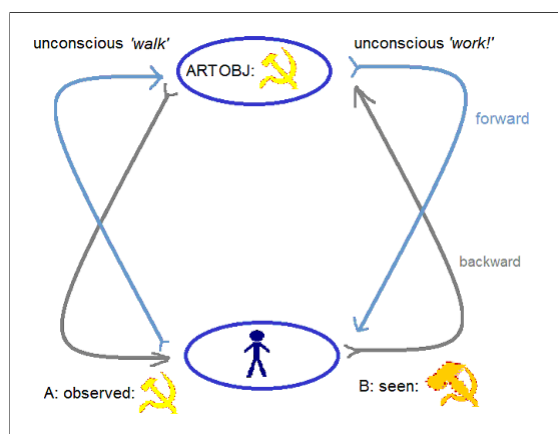 unconscious 'walk'
unconscious 'work!'
ARTOBJ:
forward
backward
A: observed:
B: seen: